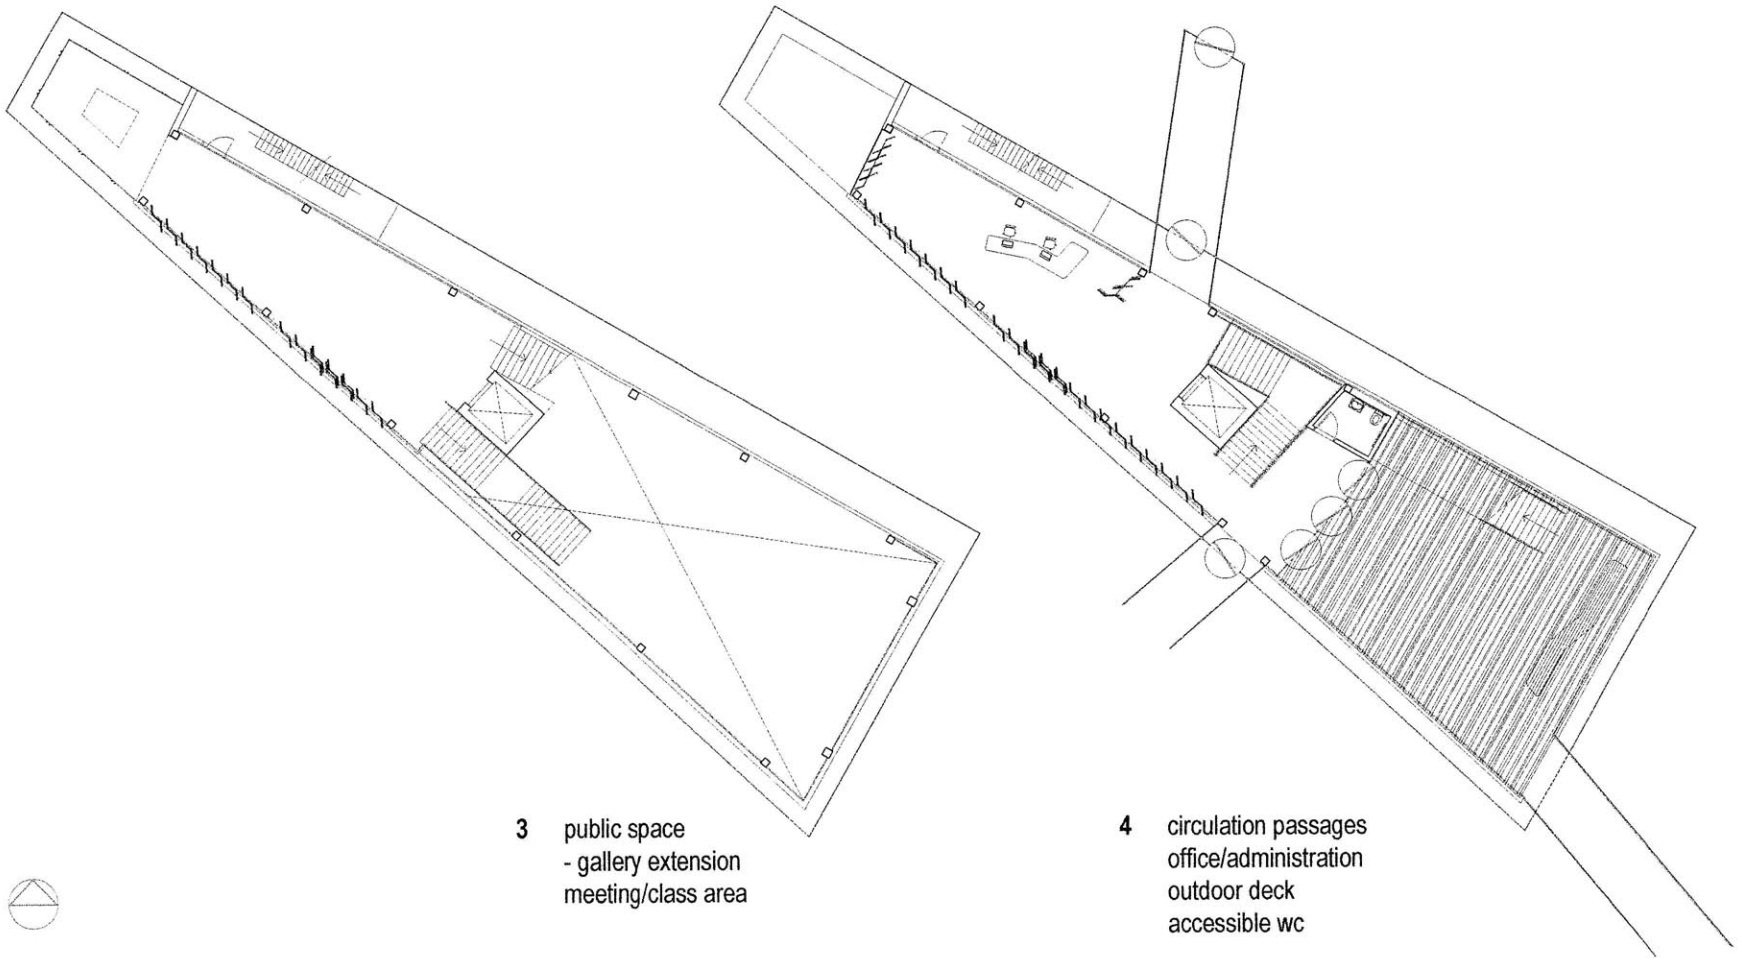 3 public space
- gallery extension
meeting/class area
4 circulation passages
office/administration
outdoor deck
accessible wc